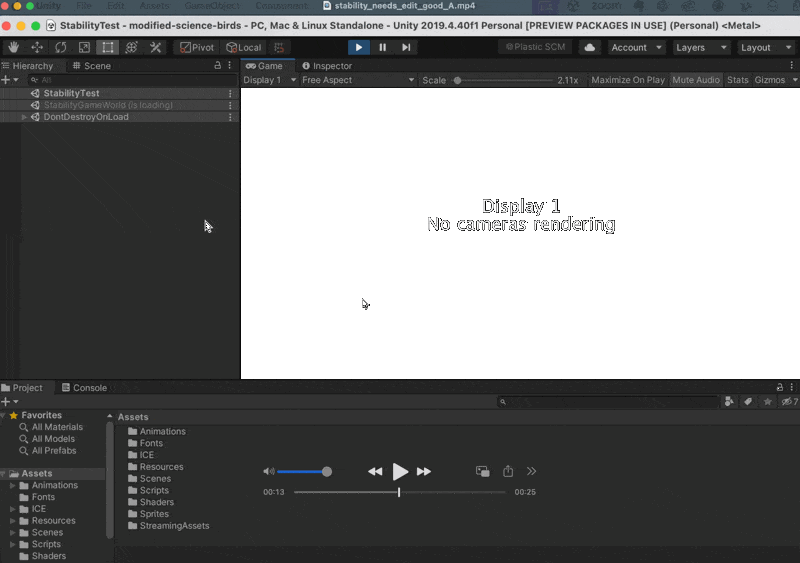 Unity File Edit Assets GameObject Component
stability_needs_edit_good_A.mp4
StabilityTest - modified-science-birds - PC, Mac & Linux Standalone - Unity 2019.4.40f1 Personal [PREVIEW PACKAGES IN USE] (Personal) <Metal>
Pivot Local Plastic SCM Account Layers Layout
Hierarchy Scene Game Inspector
All Display 1 Free Aspect Scale 2.11x Maximize On Play Mute Audio Stats Gizmos
StabilityTest
StabilityGameWorld (is loading)
DontDestroyOnLoad
Display 1
No cameras rendering
Project Console
7
Favorites
All Materials
All Models
All Prefabs
Assets
Animations
Fonts
ICE
Resources
Scenes
Scripts
Shaders
Assets
Animations
Fonts
ICE
Resources
Scenes
Scripts
Shaders
Sprites
StreamingAssets
00:13 00:25